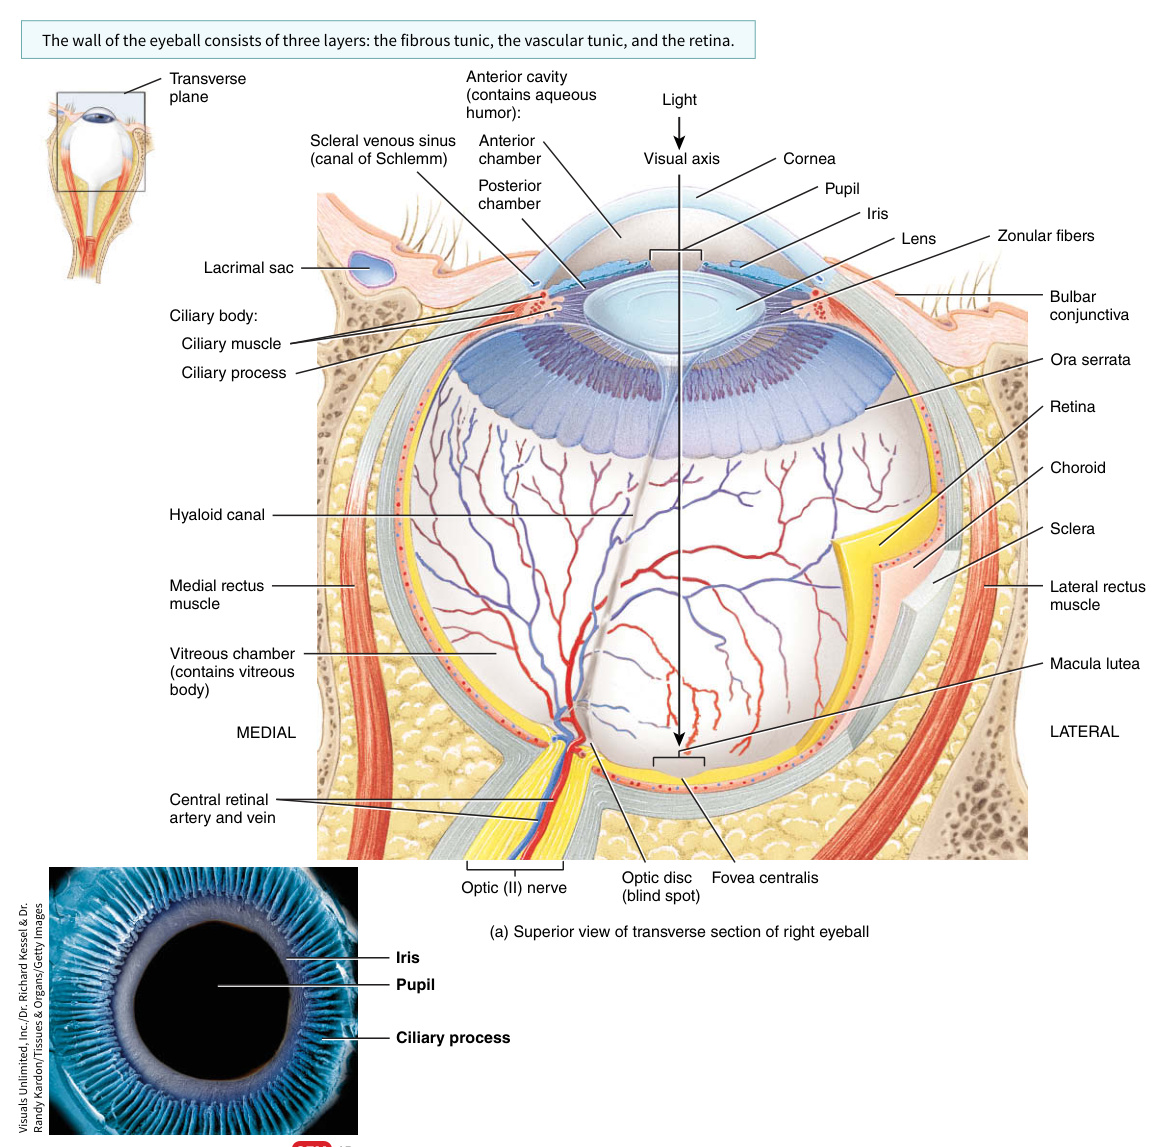 The wall of the eyeball consists of three layers: the fibrous tunic, the vascular tunic, and the retina.
Transverse
plane
Anterior cavity
(contains aqueous
humor):
Light
Scleral venous sinus
(canal of Schlemm)
Anterior
chamber
Visual axis
Cornea
Posterior
chamber
Pupil
Iris
Lens
Zonular fibers
Lacrimal sac
Bulbar
conjunctiva
Ciliary body:
Ciliary muscle
Ciliary process
Ora serrata
Retina
Choroid
Hyaloid canal
Sclera
Medial rectus
muscle
Lateral rectus
muscle
Vitreous chamber
(contains vitreous
body)
Macula lutea
MEDIAL
LATERAL
Central retinal
artery and vein
Optic (II) nerve
Optic disc
(blind spot)
Fovea centralis
(a) Superior view of transverse section of right eyeball
Iris
Pupil
Ciliary process
Visuals Unlimited, Inc./Dr. Richard Kessel & Dr.
Randy Kardon/Tissues & Organs/Getty Images